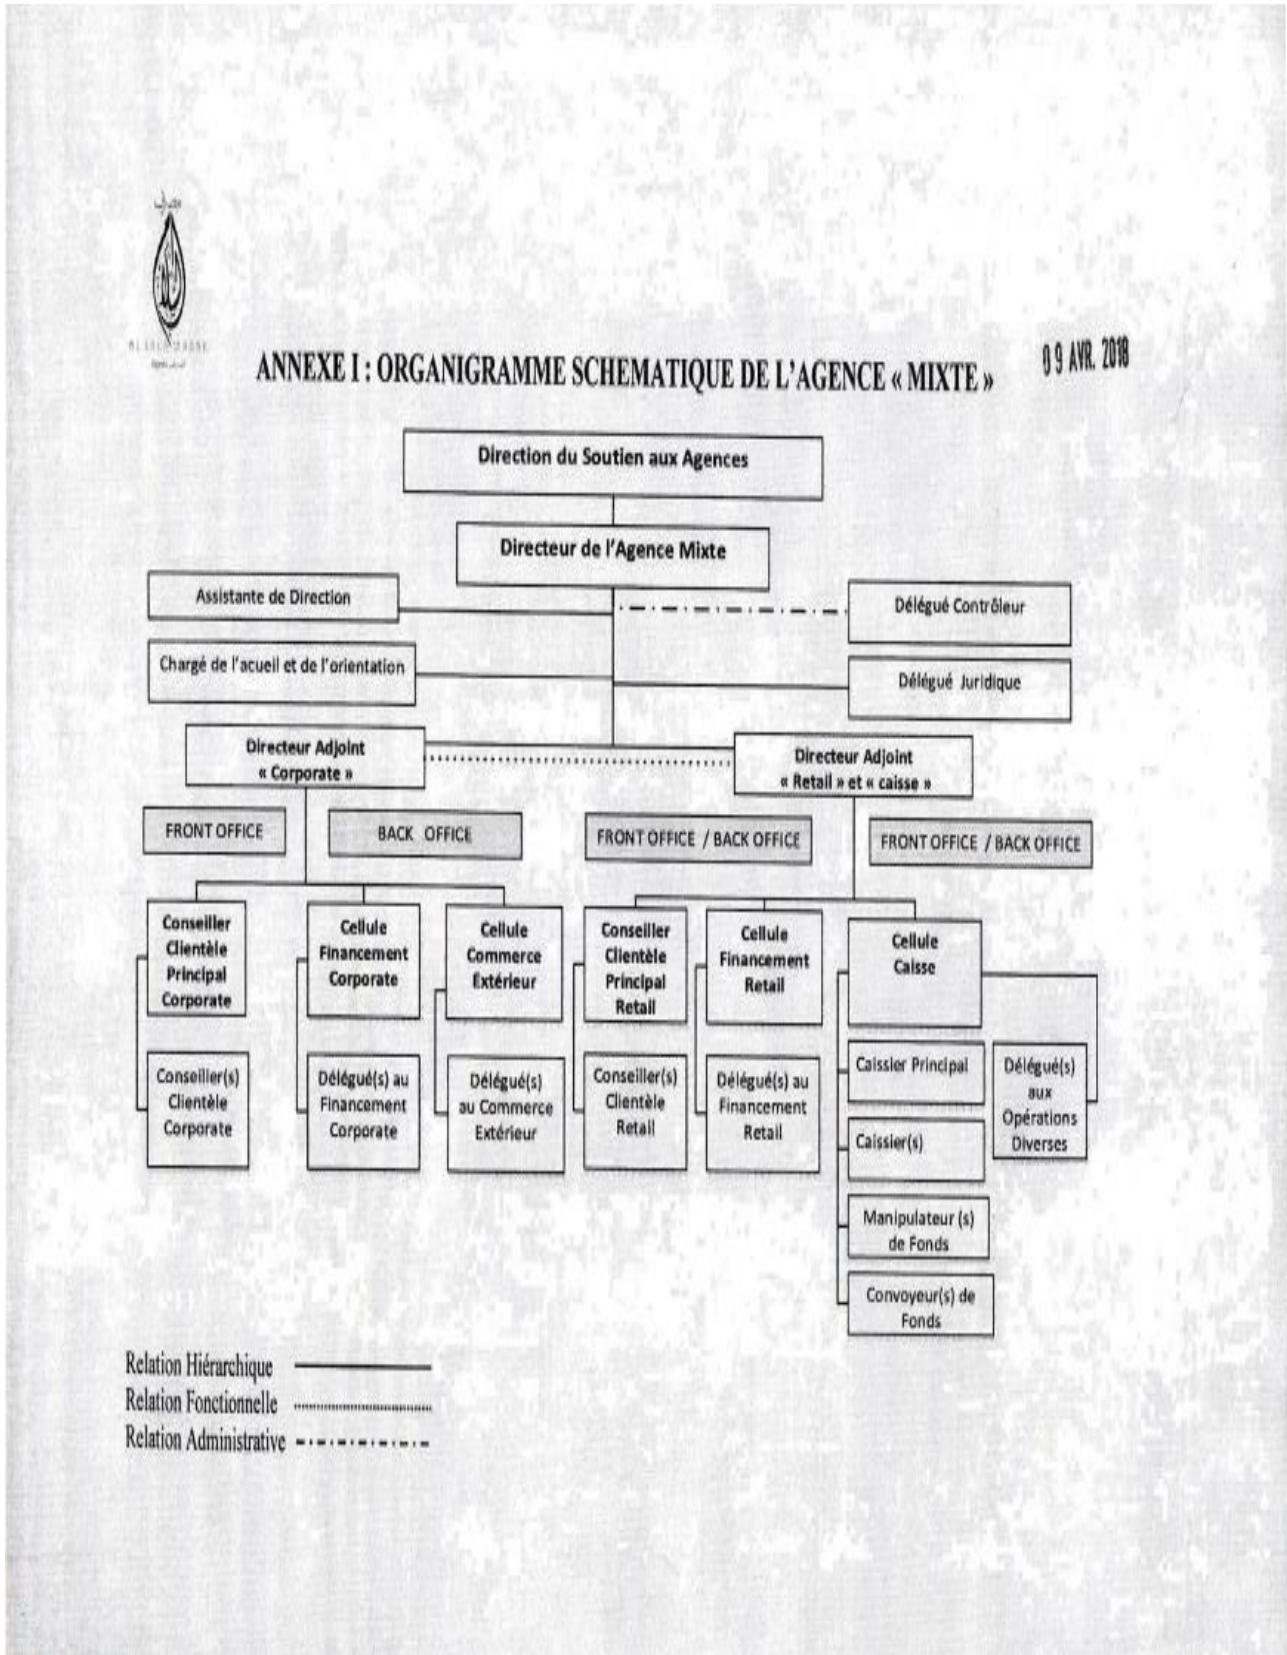 ANNEXE I : ORGANIGRAMME SCHEMATIQUE DE L'AGENCE « MIXTE »
09 AVR. 2018
Direction du Soutien aux Agences
Directeur de l'Agence Mixte
Assistante de Direction
Délégué Contrôleur
Chargé de l'acueil et de l'orientation
Délégué Juridique
Directeur Adjoint
« Corporate »
Directeur Adjoint
« Retail » et « caisse »
FRONT OFFICE
BACK OFFICE
FRONT OFFICE / BACK OFFICE
FRONT OFFICE / BACK OFFICE
Conseiller
Clientèle
Principal
Corporate
Cellule
Financement
Corporate
Cellule
Commerce
Extérieur
Conseiller
Clientèle
Principal
Retail
Cellule
Financement
Retail
Cellule
Caisse
Conseiller(s)
Clientèle
Corporate
Délégué(s) au
Financement
Corporate
Délégué(s)
au Commerce
Extérieur
Conseiller(s)
Clientèle
Retail
Délégué(s) au
Financement
Retail
Caissier Principal
Délégué(s)
aux
Opérations
Diverses
Caissier(s)
Manipulateur (s)
de Fonds
Convoyeur(s) de
Fonds
Relation Hiérarchique
Relation Fonctionnelle
Relation Administrative